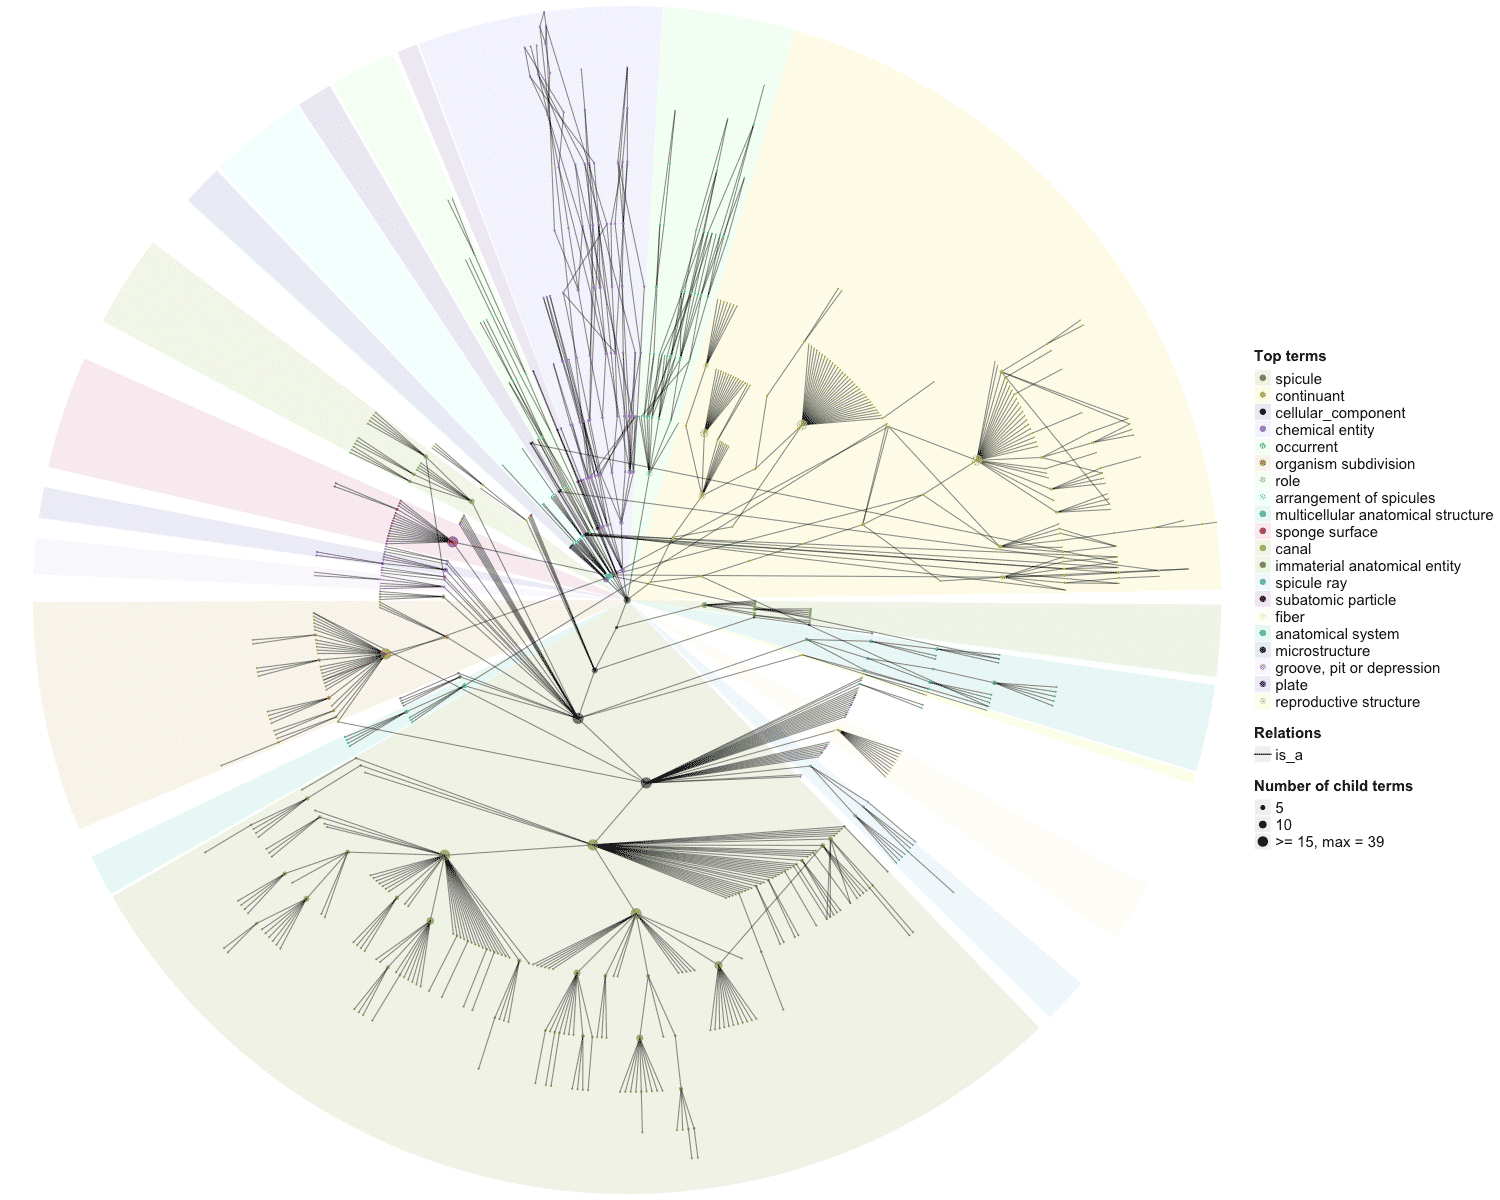 Top terms
spicule
continuant
cellular_component
chemical entity
occurrent
organism subdivision
role
arrangement of spicules
multicellular anatomical structure
sponge surface
canal
immaterial anatomical entity
spicule ray
subatomic particle
fiber
anatomical system
microstructure
groove, pit or depression
plate
reproductive structure
Relations
is_a
Number of child terms
5
10
>= 15, max = 39